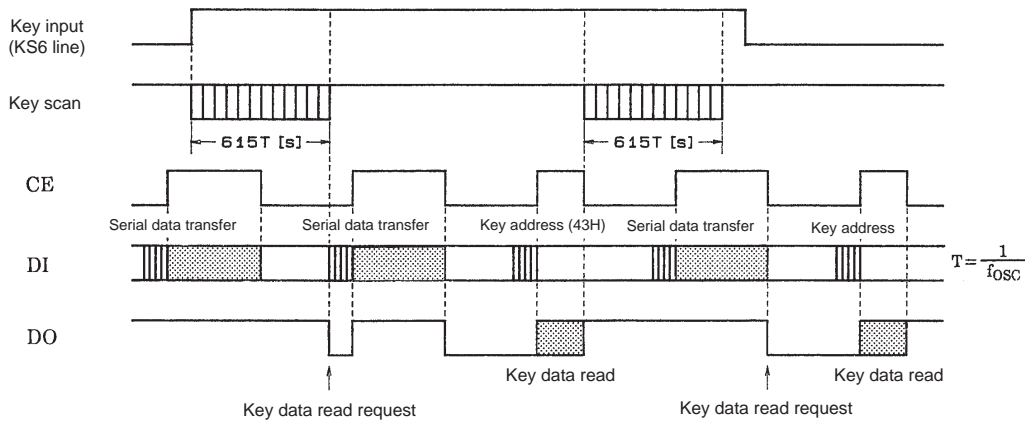 Key input
(KS6 line)
Key scan
615T [s]
615T [s]
CE
Serial data transfer
Serial data transfer
Key address (43H)
Serial data transfer
Key address
DI
T=1/fOSC
DO
Key data read
Key data read
Key data read request
Key data read request